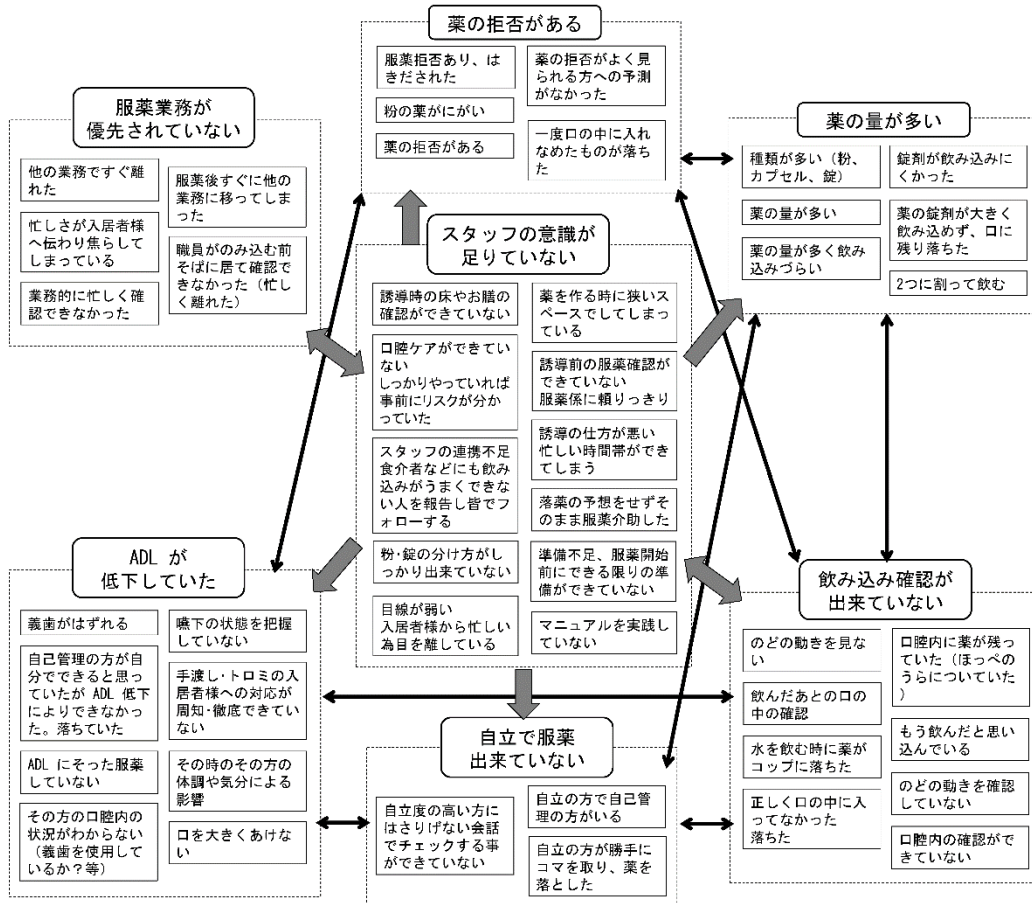 薬の拒否がある
服薬拒否あり、は
きだされた
粉の薬がにがい
薬の拒否がある
薬の拒否がよく見
られる方への予測
がなかった
一度口の中に入れ
なめたものが落ち
た
服薬業務が
優先されていない
他の業務ですぐ離
れた
忙しさが入居者様
へ伝わり焦らして
しまっている
業務的に忙しく確
認できなかった
服薬後すぐに他の
業務に移ってしま
った
職員がのみ込む前
そばに居て確認で
きなかった（忙し
く離れた）
薬の量が多い
種類が多い（粉、
カプセル、錠）
薬の量が多い
薬の量が多く飲み
込みづらい
錠剤が飲み込みに
くかった
薬の錠剤が大きく
飲み込めず、口に
残り落ちた
2つに割って飲む
スタッフの意識が
足りていない
誘導時の床やお膳の
確認ができていない
口腔ケアができてい
ない
しっかりやっていれば
事前にリスクが分か
っていた
スタッフの連携不足
食介者などにも飲み
込みがうまくできな
い人を報告し皆でフ
ォローする
粉・錠の分け方がし
っかり出来ていない
目線が弱い
入居者様から忙しい
為目を離している
薬を作る時に狭いス
ペースでしてしまっ
ている
誘導前の服薬確認が
できていない
服薬係に頼りっきり
誘導の仕方が悪い
忙しい時間帯ができ
てしまう
落薬の予想をせずそ
のまま服薬介助した
準備不足、服薬開始
前にできる限りの準
備ができていない
マニュアルを実践し
ていない
ADL が
低下していた
義歯がはずれる
自己管理の方が自
分でできると思っ
ていたが ADL 低下
によりできなかっ
た。落ちていた
ADL にそった服薬
していない
その方の口腔内の
状況がわからない
（義歯を使用して
いるか？等）
嚥下の状態を把握
していない
手渡し・トロミの入
居者様への対応が
周知・徹底できてい
ない
その時のその方の
体調や気分による
影響
口を大きくあけな
い
自立で服薬
出来ていない
自立度の高い方に
はさりげない会話
でチェックする事
ができていない
自立の方で自己管
理の方がいる
自立の方が勝手に
コマを取り、薬を
落とした
飲み込み確認が
出来ていない
のどの動きを見な
い
飲んだあとの口の
中の確認
水を飲む時に薬が
コップに落ちた
正しく口の中に入
ってなかった
落ちた
口腔内に薬が残っ
ていた（ほっぺの
うらについていた
）
もう飲んだと思い
込んでいる
のどの動きを確認
していない
口腔内の確認がで
きていない